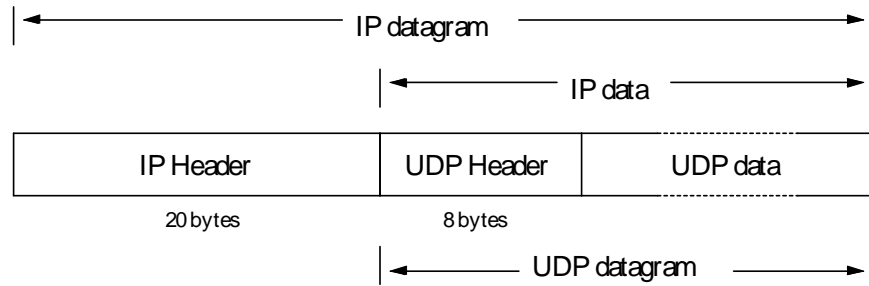 IP datagram
IP data
IP Header UDP Header UDP data
20 bytes 8 bytes
UDP datagram